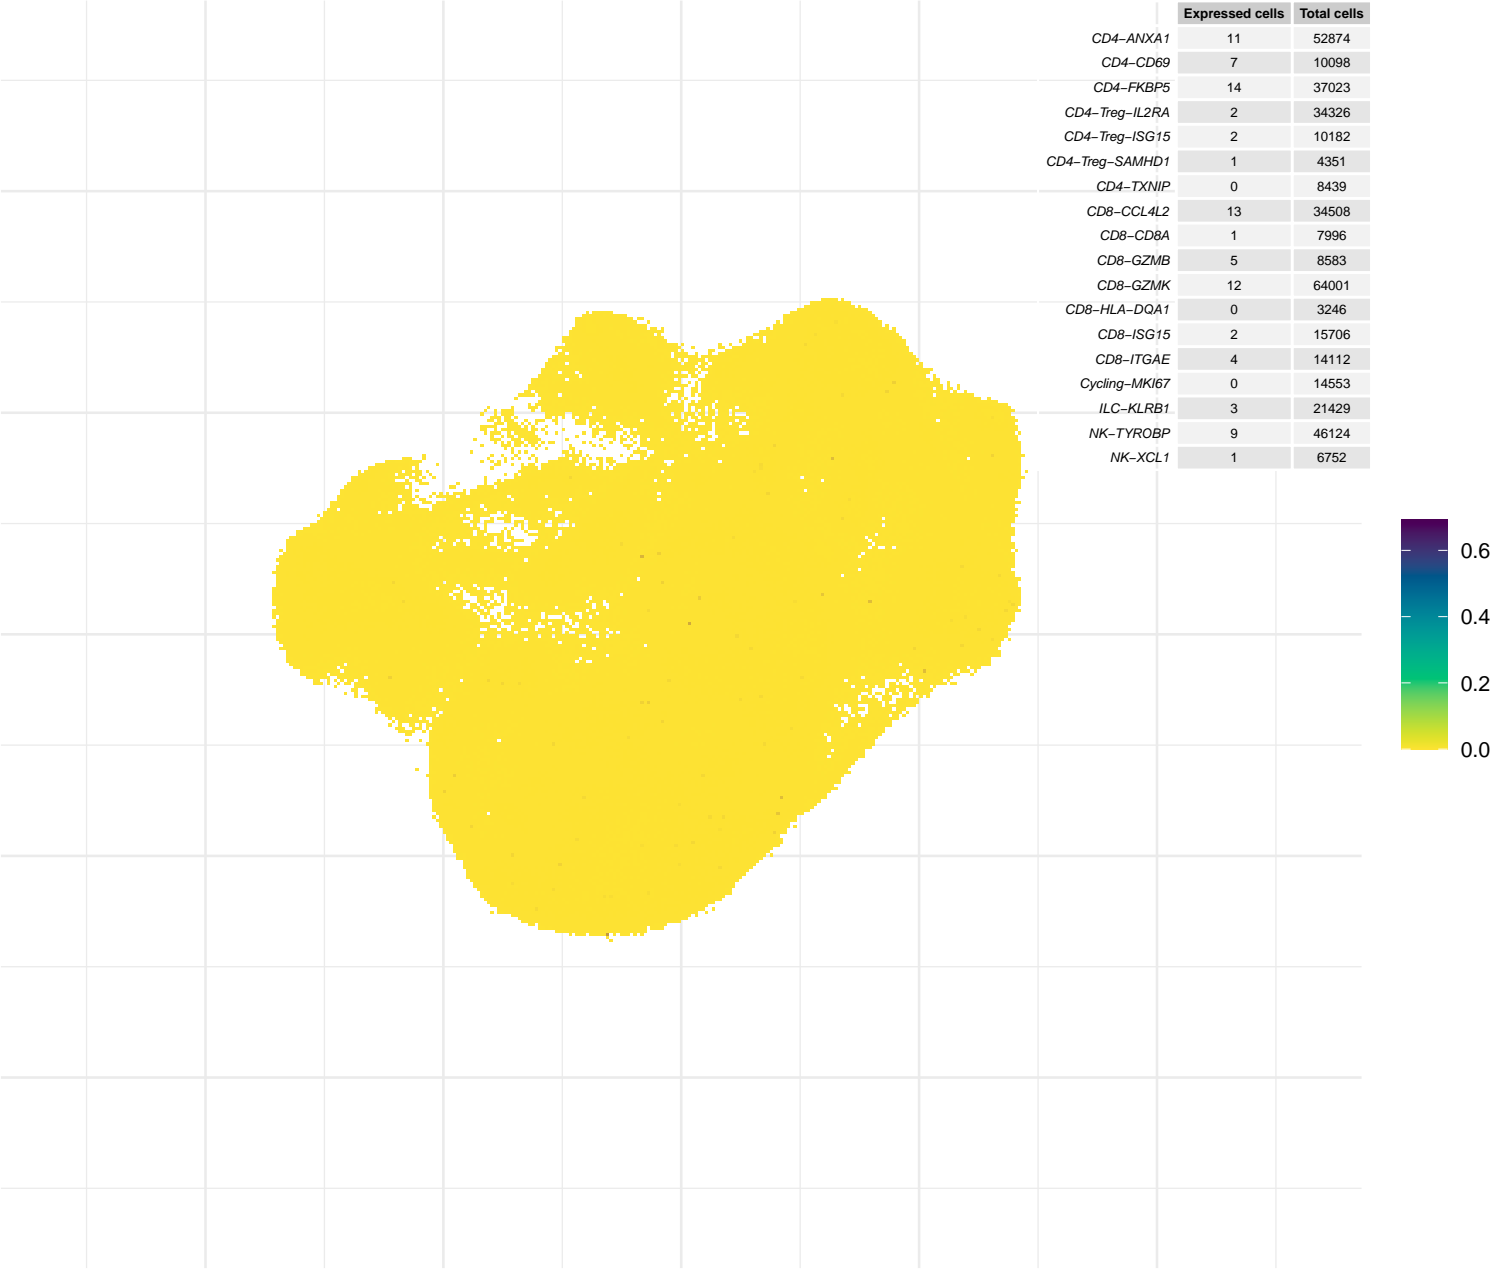 Expressed cells Total cells
CD4−ANXA1 11 52874
CD4−CD69 7 10098
CD4−FKBP5 14 37023
CD4−Treg−IL2RA 2 34326
CD4−Treg−ISG15 2 10182
CD4−Treg−SAMHD1 1 4351
CD4−TXNIP 0 8439
CD8−CCL4L2 13 34508
CD8−CD8A 1 7996
CD8−GZMB 5 8583
CD8−GZMK 12 64001
CD8−HLA−DQA1 0 3246
CD8−ISG15 2 15706
CD8−ITGAE 4 14112
Cycling−MKI67 0 14553
ILC−KLRB1 3 21429
NK−TYROBP 9 46124
NK−XCL1 1 6752
0.6
0.4
0.2
0.0